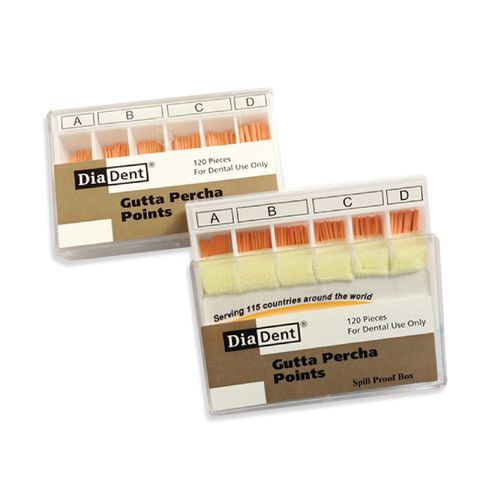 A B C D
DiaDent®
120 Pieces
For Dental Use Only
Gutta Percha
Points
A B C D
Serving 115 countries around the world
DiaDent®
120 Pieces
For Dental Use Only
Gutta Percha
Points
Spill Proof Box